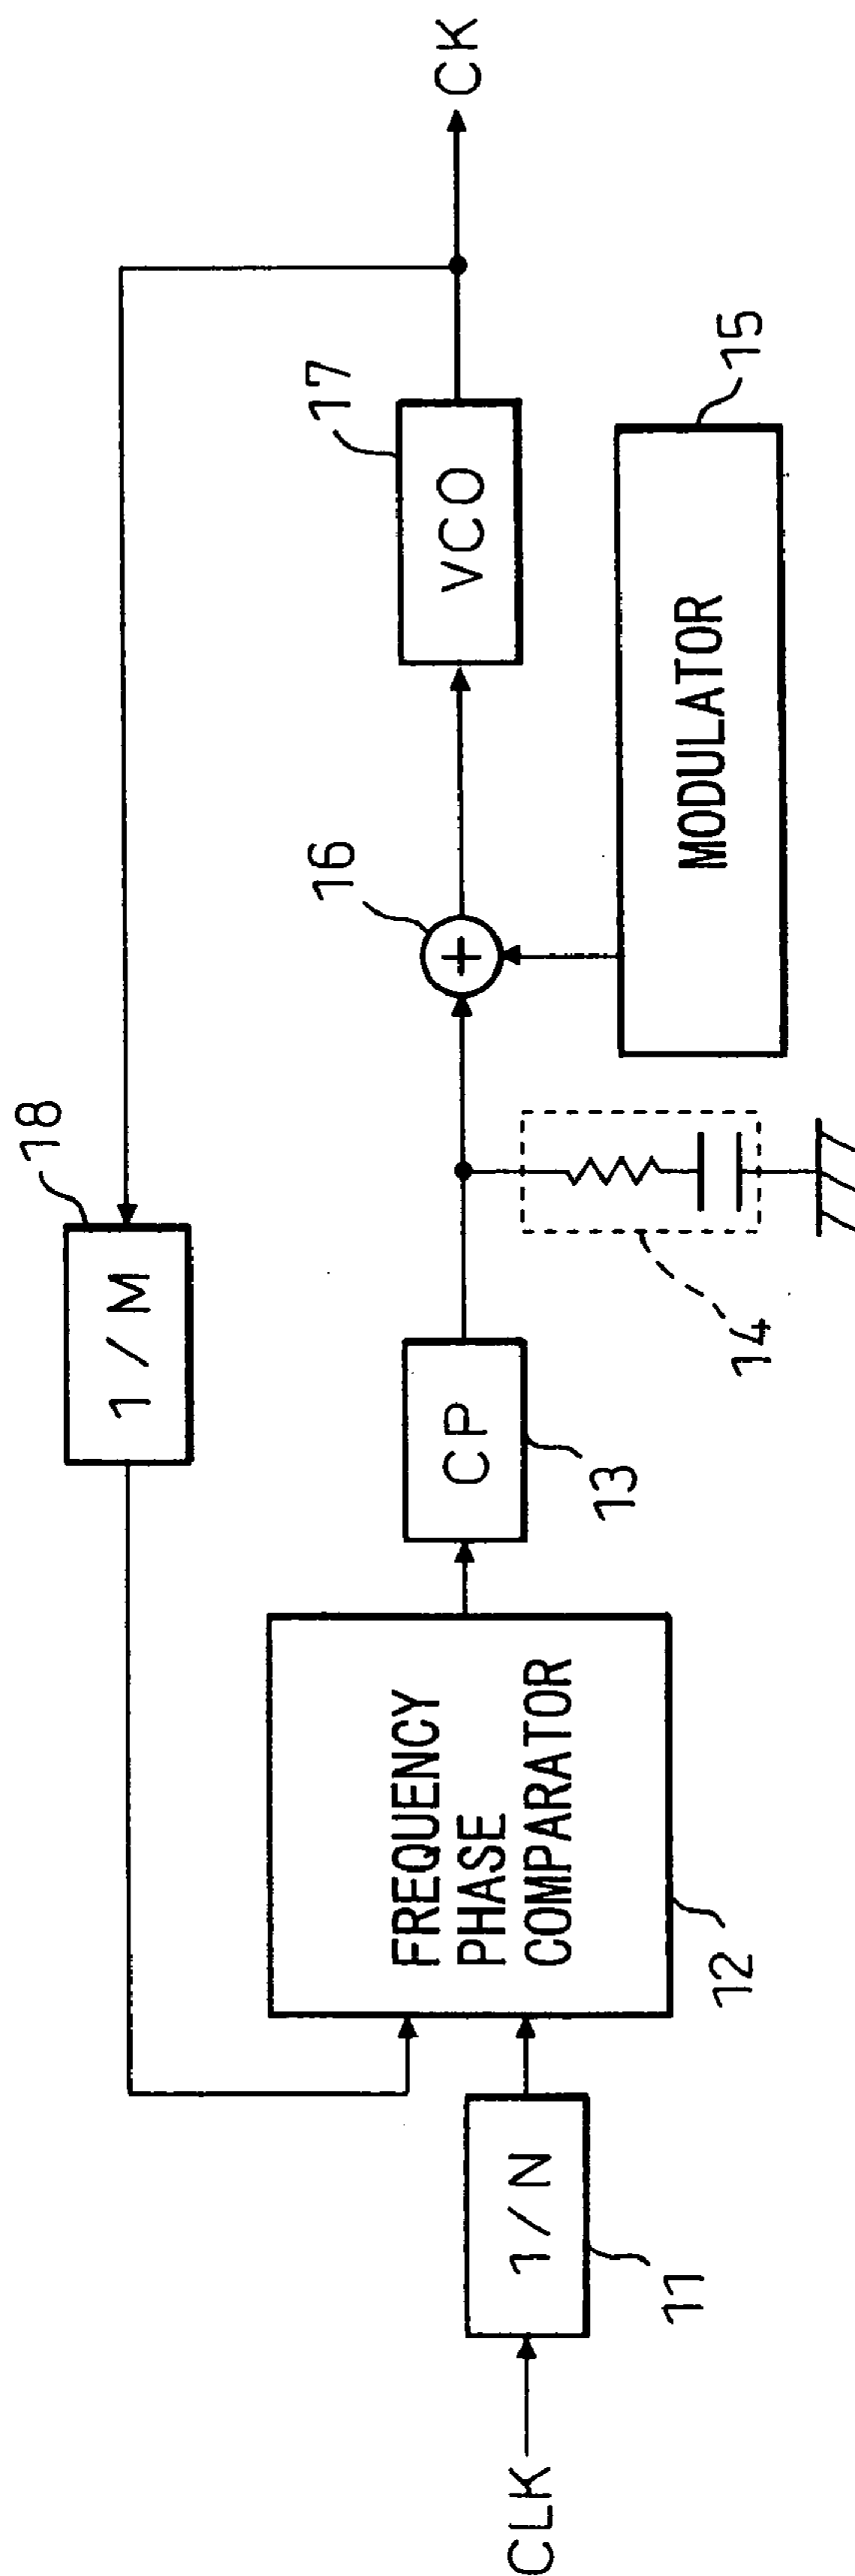 18
1/M
17
16
FREQUENCY
PHASE
COMPARATOR
CP
VCO
CK
CLK
1/N
11
12
13
14
MODULATOR
15